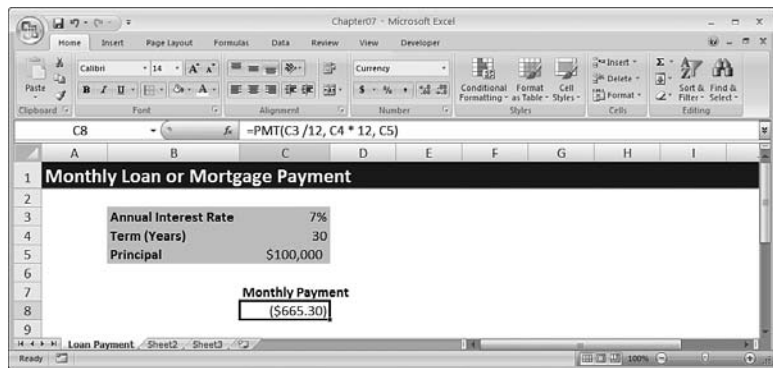 Chapter07 - Microsoft Excel
Home Insert Page Layout Formulas Data Review View Developer
Paste
Calibri 14 A A
B I U A
Currency
$ % ,
Conditional Formatting Format as Table Cell Styles
Insert
Delete
Format
Σ
Sort & Filter Find & Select
Clipboard Font Alignment Number Styles Cells Editing
C8 fx =PMT(C3 /12, C4 * 12, C5)
A B C D E F G H I
1 Monthly Loan or Mortgage Payment
2
3 Annual Interest Rate 7%
4 Term (Years) 30
5 Principal $100,000
6
7 Monthly Payment
8 ($665.30)
9
Loan Payment Sheet2 Sheet3
Ready 100%